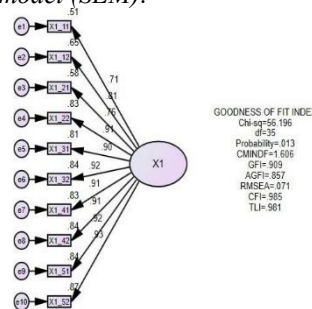 model (SEM).
.51
e1 X1_11
.65 .71
e2 X1_12
.58 .81
e3 X1_21
.83 .76
e4 X1_22
.81 .91
e5 X1_31
.84 .92 .90
e6 X1_32
.83 .91
e7 X1_41
.84 .91
e8 X1_42
.84 .92
e9 X1_51
.87 .93
e10 X1_52
X1
GOODNESS OF FIT INDE
Chi-sq=56.196
df=35
Probability=.013
CMINDF=1.606
GFI=.909
AGFI=.857
RMSEA=.071
CFI=.985
TLI=.981